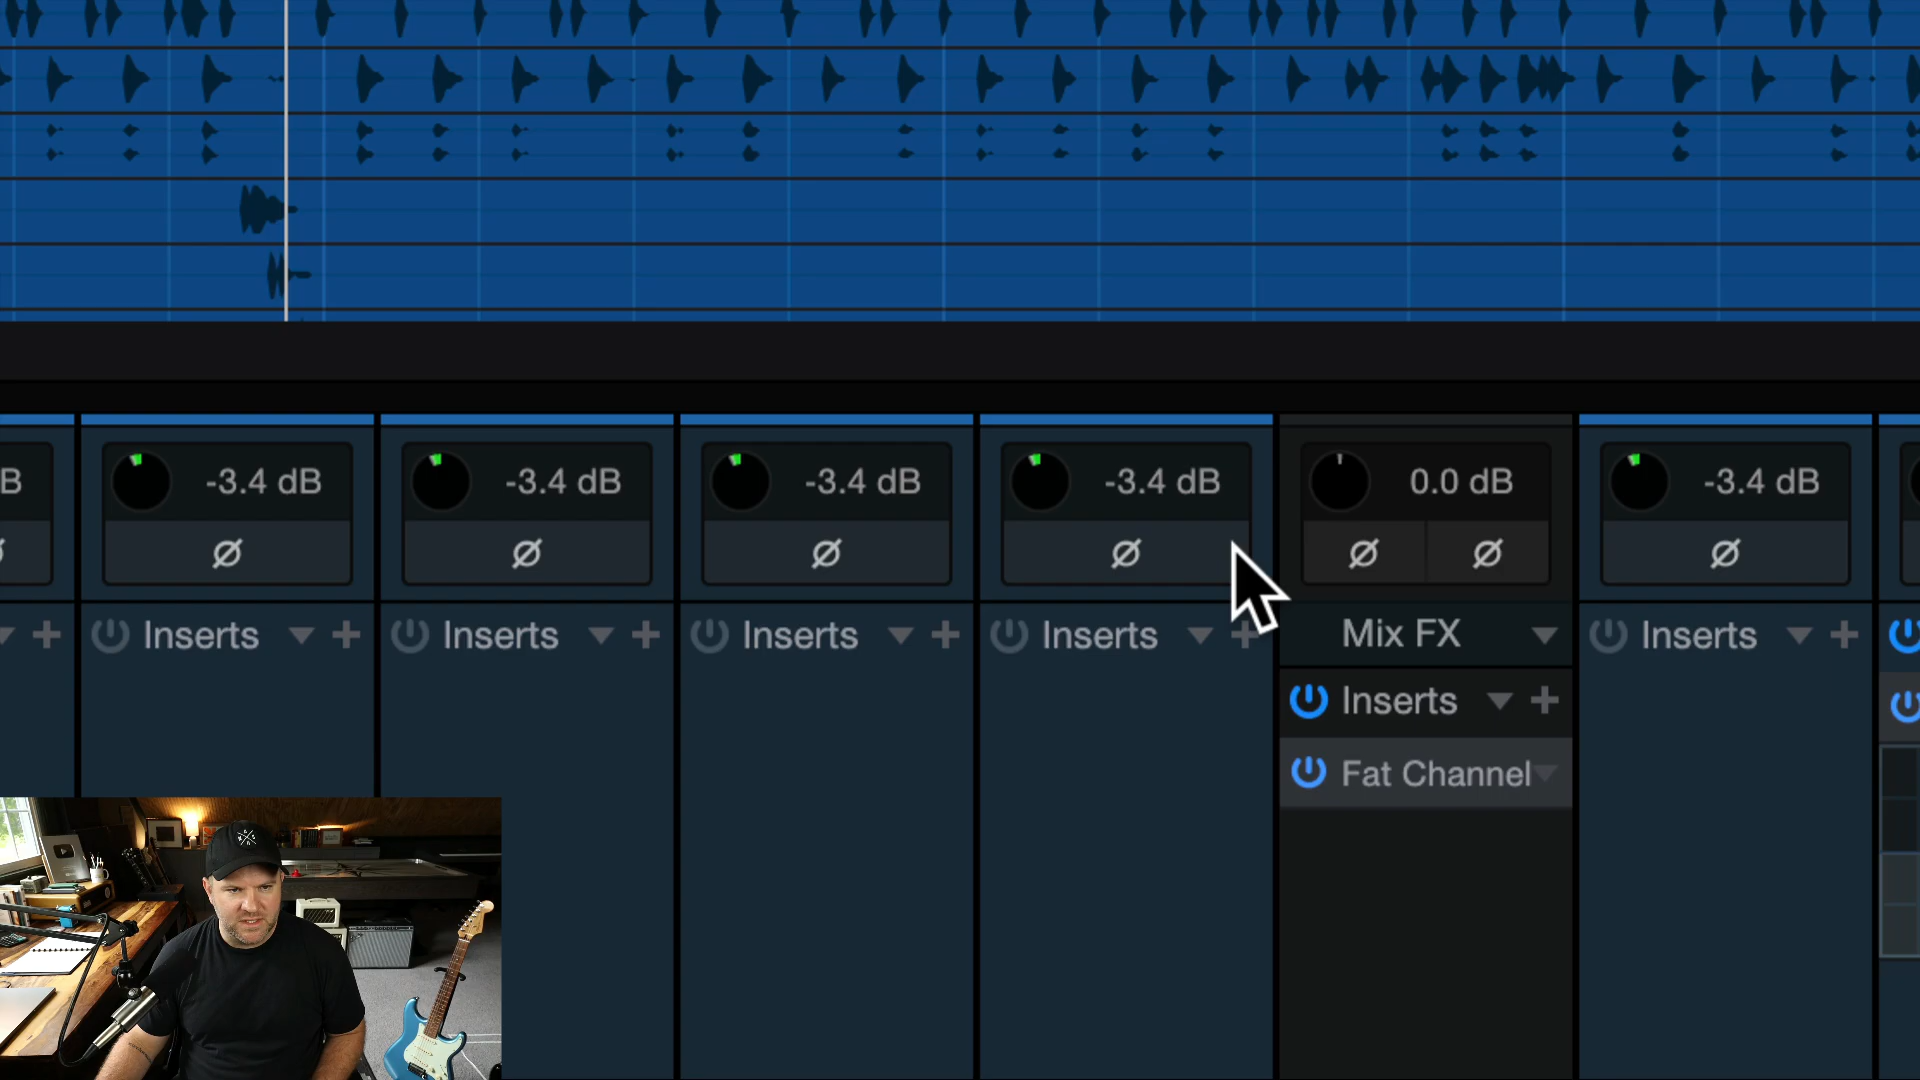 B -3.4 dB -3.4 dB -3.4 dB -3.4 dB 0.0 dB -3.4 dB
Ø Ø Ø Ø Ø Ø Ø
Inserts Inserts Inserts Inserts Mix FX Inserts
Inserts
Fat Channel